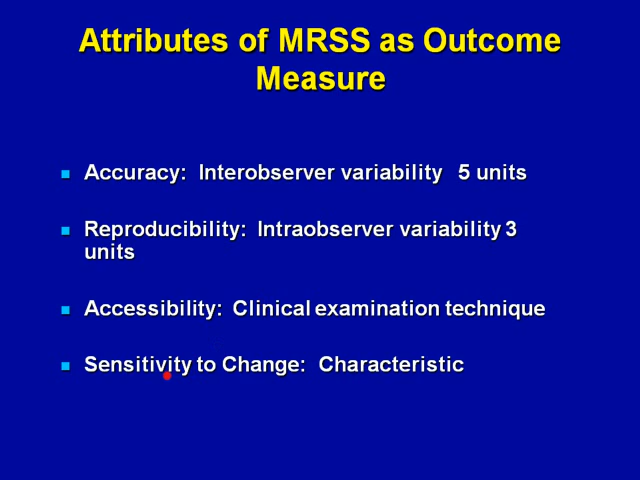 Attributes of MRSS as Outcome
Measure
Accuracy: Interobserver variability 5 units
Reproducibility: Intraobserver variability 3
units
Accessibility: Clinical examination technique
Sensitivity to Change: Characteristic